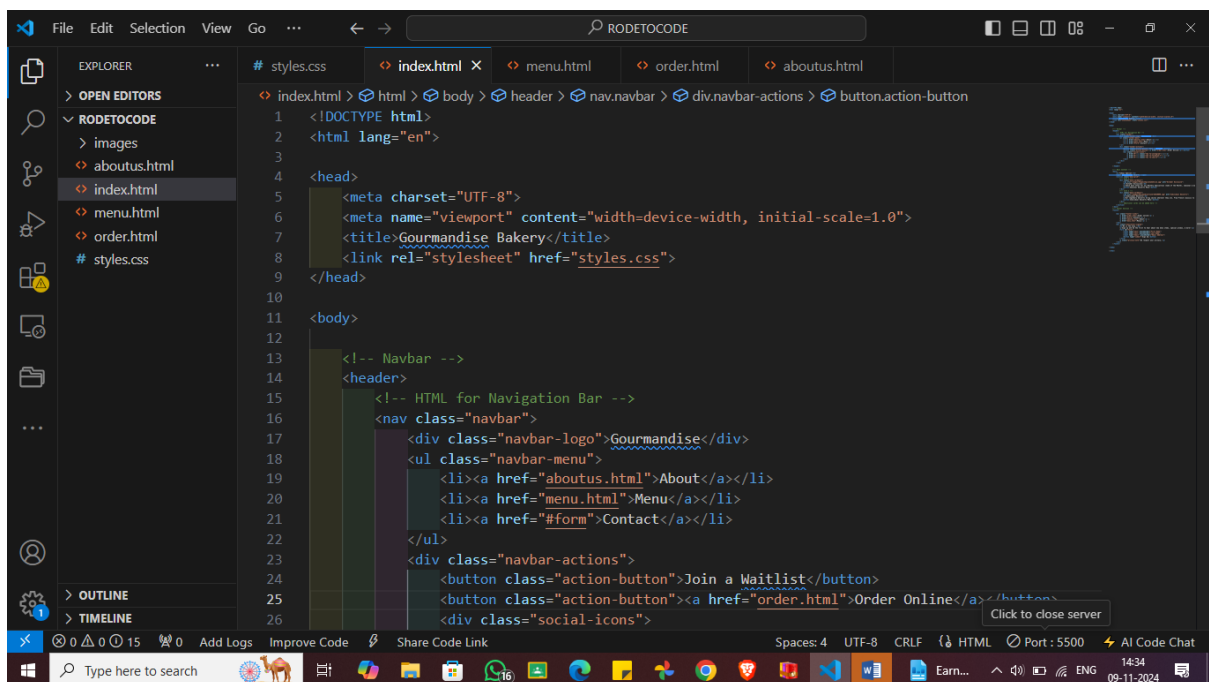 File Edit Selection View Go ··· RODETOCODE
EXPLORER ···
OPEN EDITORS
RODETOCODE
images
aboutus.html
index.html
menu.html
order.html
# styles.css
OUTLINE
TIMELINE
# styles.css <> index.html × <> menu.html <> order.html <> aboutus.html
<> index.html > html > body > header > nav.navbar > div.navbar-actions > button.action-button
1 <!DOCTYPE html>
2 <html lang="en">
3
4 <head>
5 <meta charset="UTF-8">
6 <meta name="viewport" content="width=device-width, initial-scale=1.0">
7 <title>Gourmandise Bakery</title>
8 <link rel="stylesheet" href="styles.css">
9 </head>
10
11 <body>
12
13 <!-- Navbar -->
14 <header>
15 <!-- HTML for Navigation Bar -->
16 <nav class="navbar">
17 <div class="navbar-logo">Gourmandise</div>
18 <ul class="navbar-menu">
19 <li><a href="aboutus.html">About</a></li>
20 <li><a href="menu.html">Menu</a></li>
21 <li><a href="#form">Contact</a></li>
22 </ul>
23 <div class="navbar-actions">
24 <button class="action-button">Join a Waitlist</button>
25 <button class="action-button"><a href="order.html">Order Online</a></button>
26 <div class="social-icons">
Click to close server
0 0 15 0 Add Logs Improve Code Share Code Link Spaces: 4 UTF-8 CRLF HTML Port : 5500 AI Code Chat
1
Type here to search 16 Earn... ENG 14:34
09-11-2024